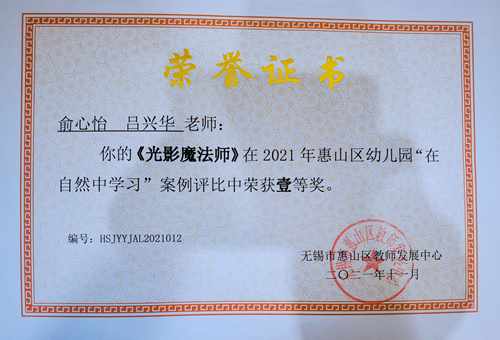 荣誉证书
俞心怡 吕兴华 老师：
你的《光影魔法师》在2021年惠山区幼儿园“在
自然中学习”案例评比中荣获壹等奖。
编号：HSJYYJAL2021012
无锡市惠山区教师发展中心
二〇二一年十一月